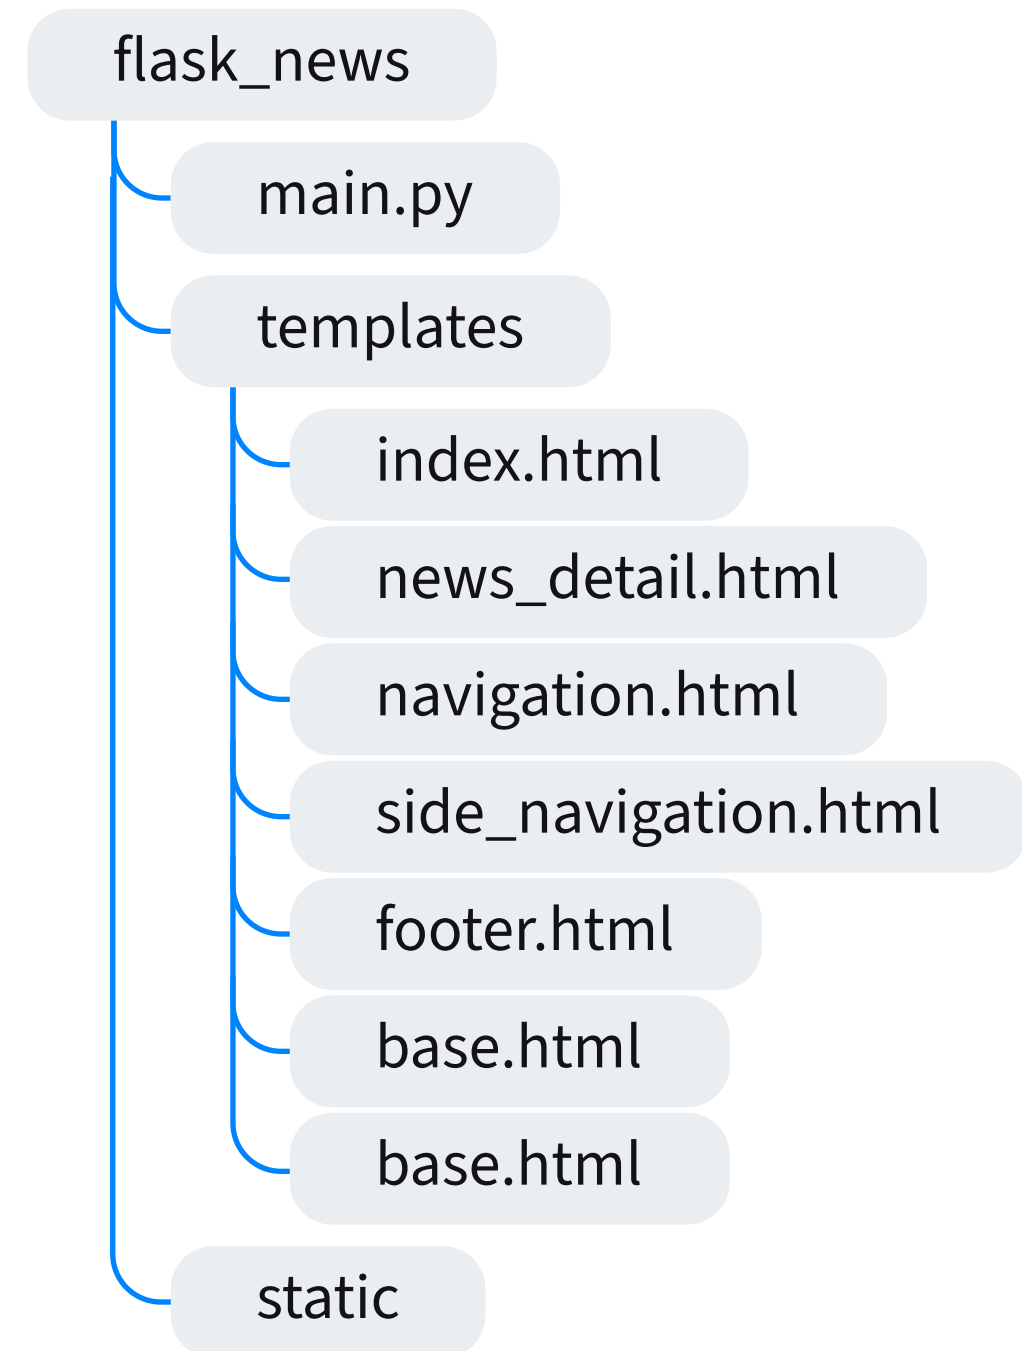 flask_news
main.py
templates
index.html
news_detail.html
navigation.html
side_navigation.html
footer.html
base.html
base.html
static